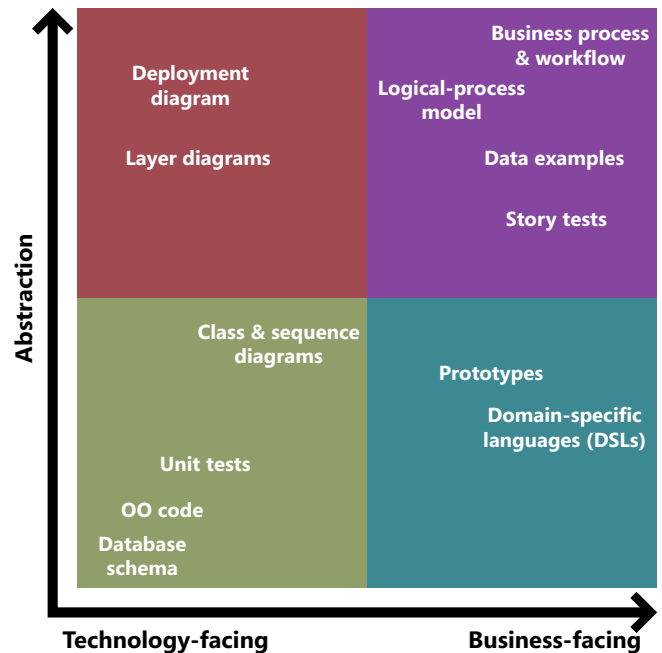 Business process
& workflow
Deployment
diagram
Logical-process
model
Layer diagrams
Data examples
Story tests
Abstraction
Class & sequence
diagrams
Prototypes
Domain-specific
languages (DSLs)
Unit tests
OO code
Database
schema
Technology-facing
Business-facing